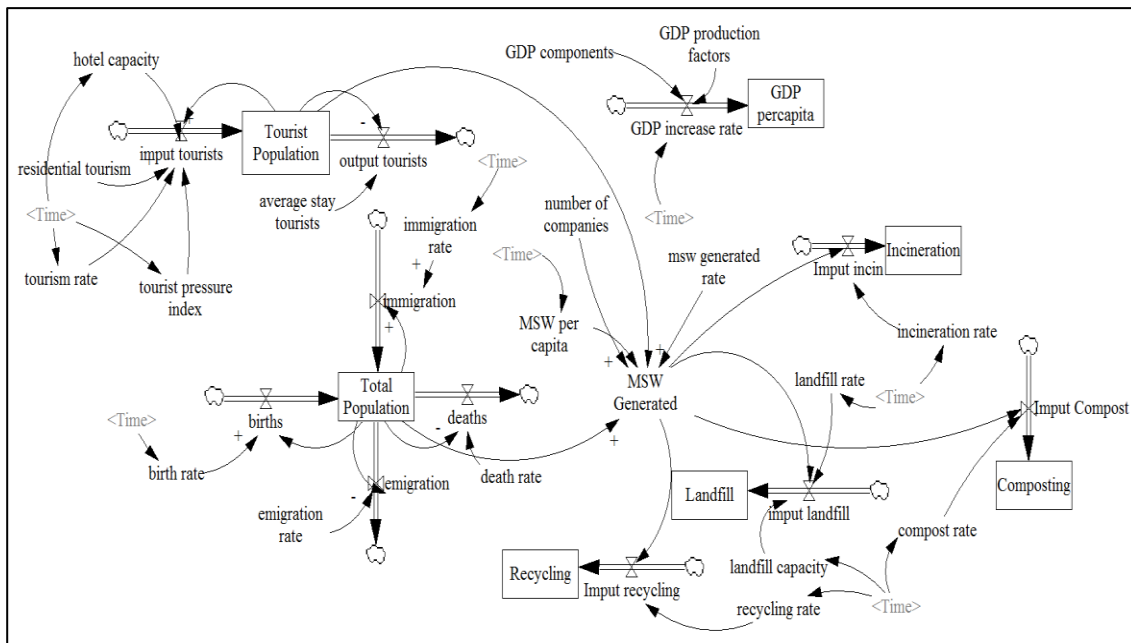 GDP production
factors
GDP components
hotel capacity
GDP
percapita
Tourist
Population
GDP increase rate
+
-
imput tourists
+
output tourists
<Time>
residential tourism
average stay
tourists
<Time>
number of
companies
<Time>
immigration
rate
<Time>
msw generated
rate
Incineration
Imput incin
tourism rate
tourist pressure
index
+
immigration
+
MSW per
capita
incineration rate
+
+
MSW
Generated
+
landfill rate
<Time>
Imput Compost
Total
Population
<Time>
births
+
deaths
-
birth rate
death rate
emigration
-
emigration
rate
Landfill
imput landfill
Composting
compost rate
Recycling
Imput recycling
landfill capacity
recycling rate
<Time>